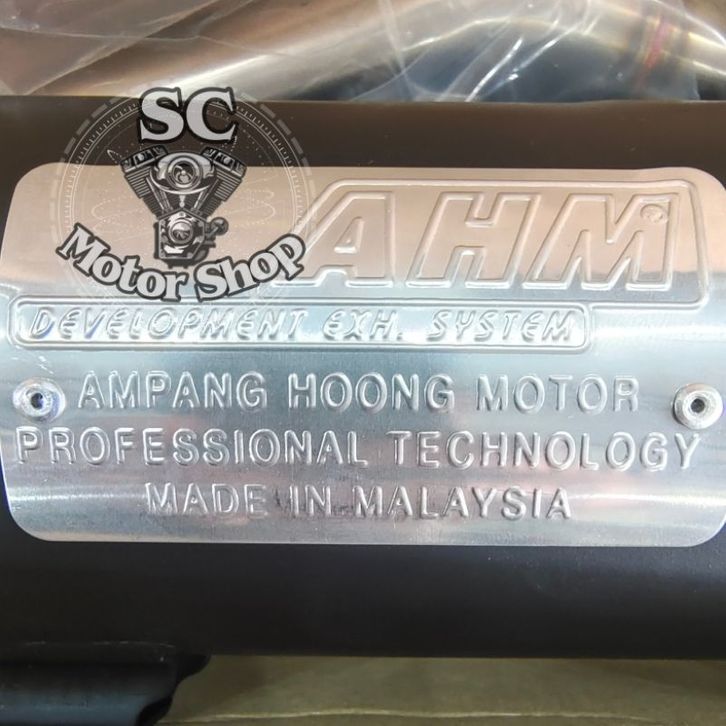 SC
Motor Shop
AHM
DEVELOPMENT EXH. SYSTEM
AMPANG HOONG MOTOR
PROFESSIONAL TECHNOLOGY
MADE IN MALAYSIA